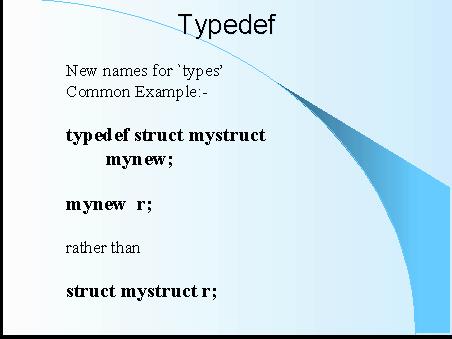 Typedef
New names for `types’
Common Example:-
typedef struct mystruct
mynew;
mynew  r;
rather than
struct mystruct r;